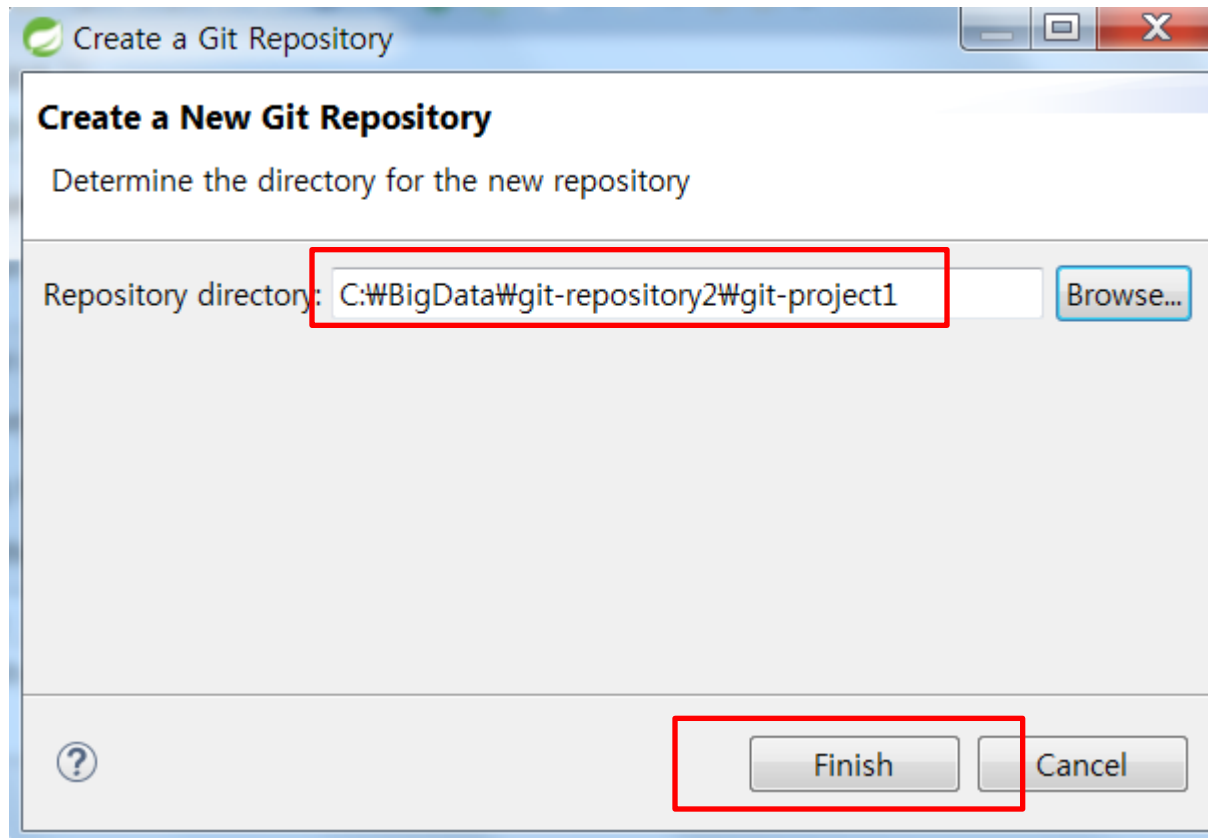 Create a Git Repository
Create a New Git Repository
Determine the directory for the new repository
Repository directory: C:₩BigData₩git-repository2₩git-project1 Browse...
? Finish Cancel